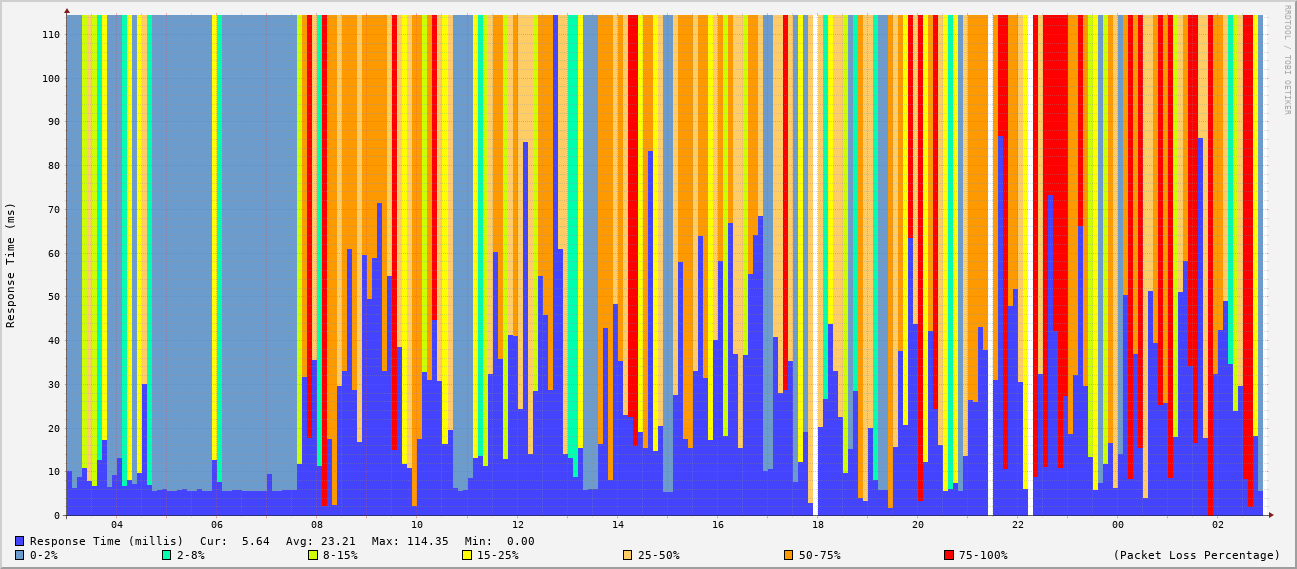 RRDTOOL / TOBI OETIKER
Response Time (ms)
110
100
90
80
70
60
50
40
30
20
10
0
04 06 08 10 12 14 16 18 20 22 00 02
Response Time (millis) Cur: 5.64 Avg: 23.21 Max: 114.35 Min: 0.00
0-2% 2-8% 8-15% 15-25% 25-50% 50-75% 75-100% (Packet Loss Percentage)